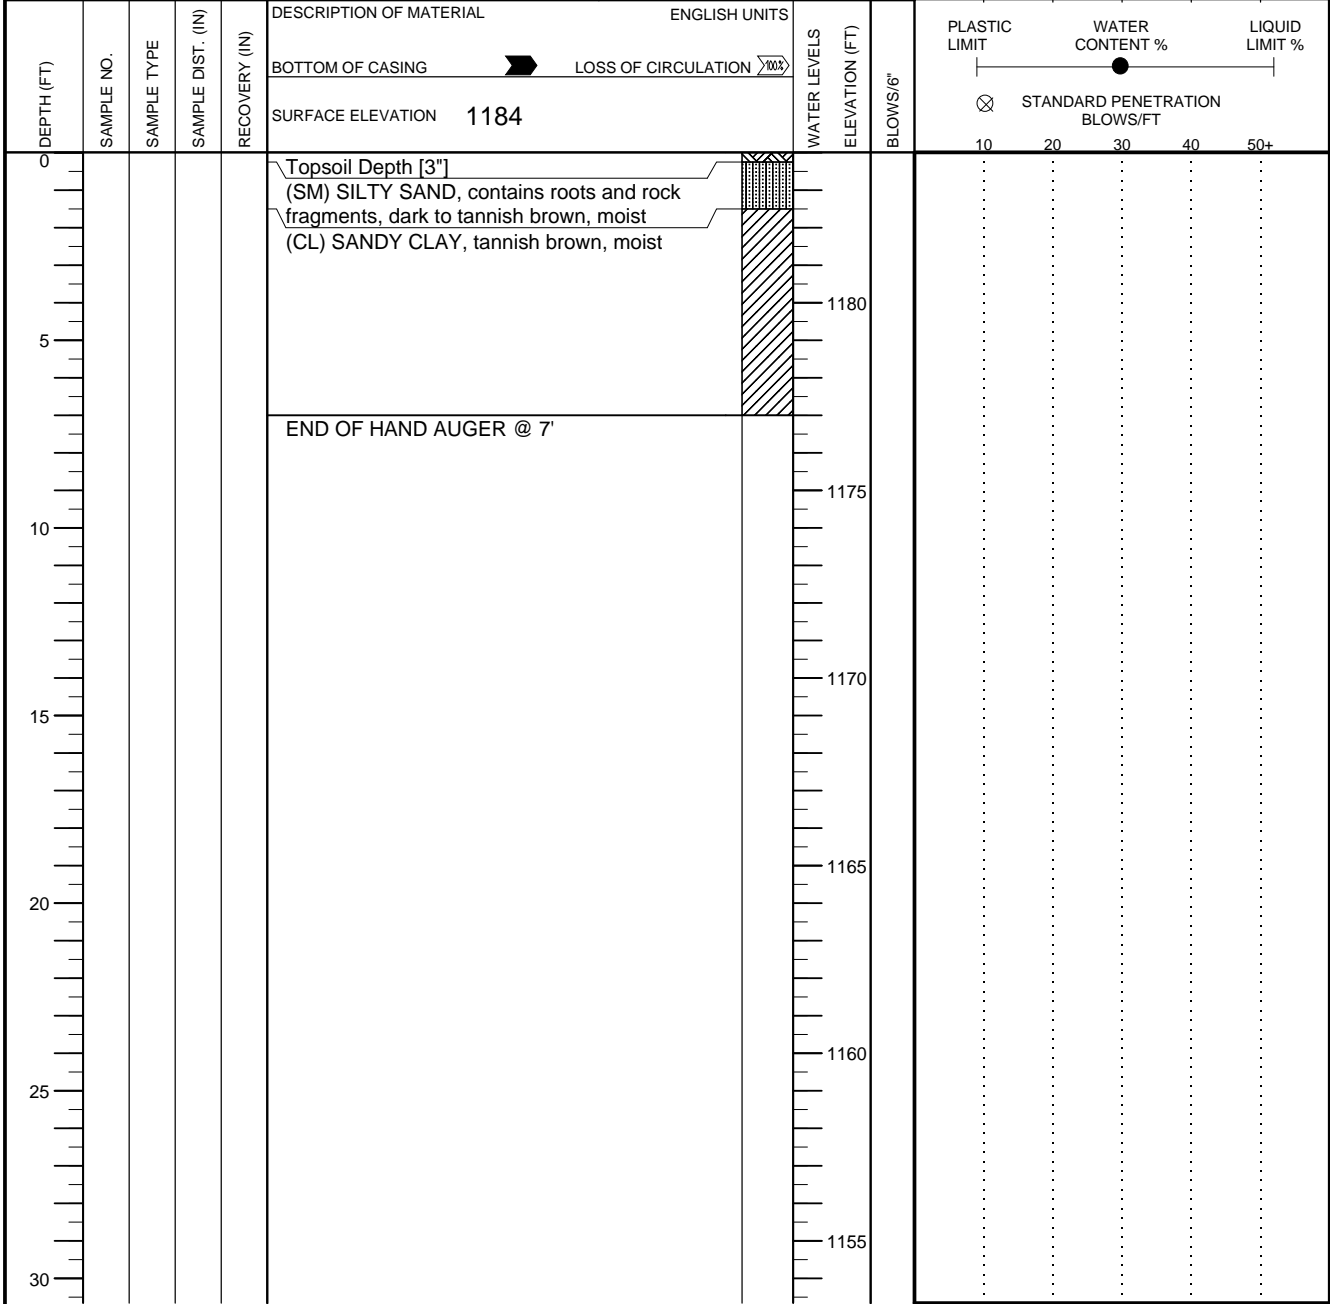 DEPTH (FT)
SAMPLE NO.
SAMPLE TYPE
SAMPLE DIST. (IN)
RECOVERY (IN)
DESCRIPTION OF MATERIAL ENGLISH UNITS
BOTTOM OF CASING LOSS OF CIRCULATION 100%
SURFACE ELEVATION 1184
WATER LEVELS
ELEVATION (FT)
BLOWS/6"
PLASTIC LIMIT
WATER CONTENT %
LIQUID LIMIT %
STANDARD PENETRATION
BLOWS/FT
10 20 30 40 50+
0
Topsoil Depth [3"]
(SM) SILTY SAND, contains roots and rock
fragments, dark to tannish brown, moist
(CL) SANDY CLAY, tannish brown, moist
1180
5
END OF HAND AUGER @ 7'
1175
10
1170
15
1165
20
1160
25
1155
30